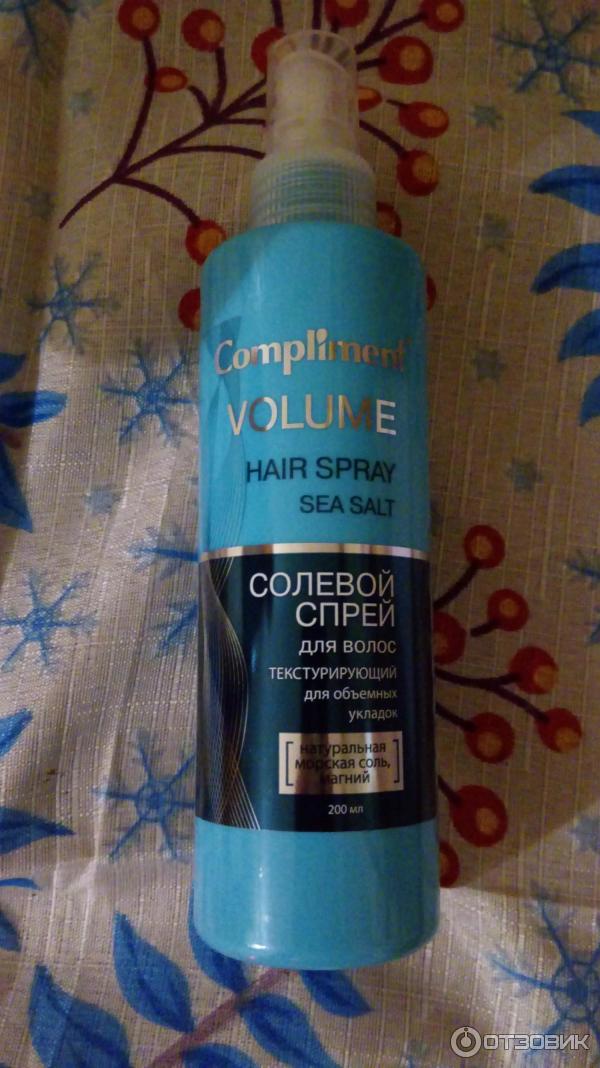 Compliment
VOLUME
HAIR SPRAY
SEA SALT
СОЛЕВОЙ
СПРЕЙ
для волос
ТЕКСТУРИРУЮЩИЙ
для объемных
укладок
[ натуральная
морская соль,
магний ]
200 мл
ОТЗОВИК